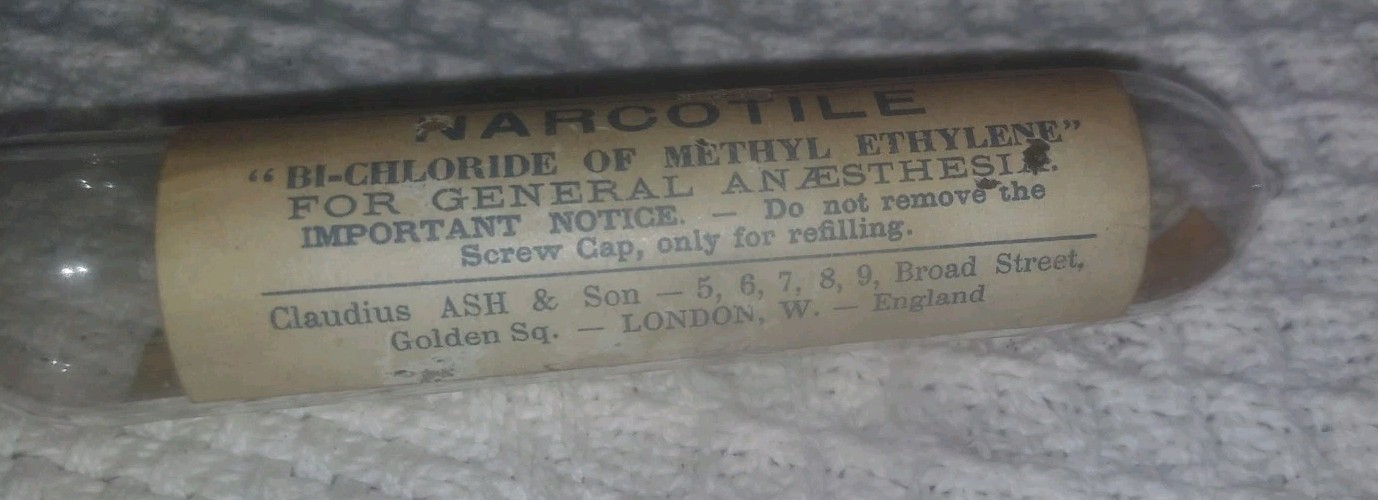 NARCOTILE
“BI-CHLORIDE OF METHYL ETHYLENE”
FOR GENERAL ANÆSTHESIA.
IMPORTANT NOTICE. — Do not remove the
Screw Cap, only for refilling.
Claudius ASH & Son — 5, 6, 7, 8, 9, Broad Street,
Golden Sq. — LONDON, W. — England